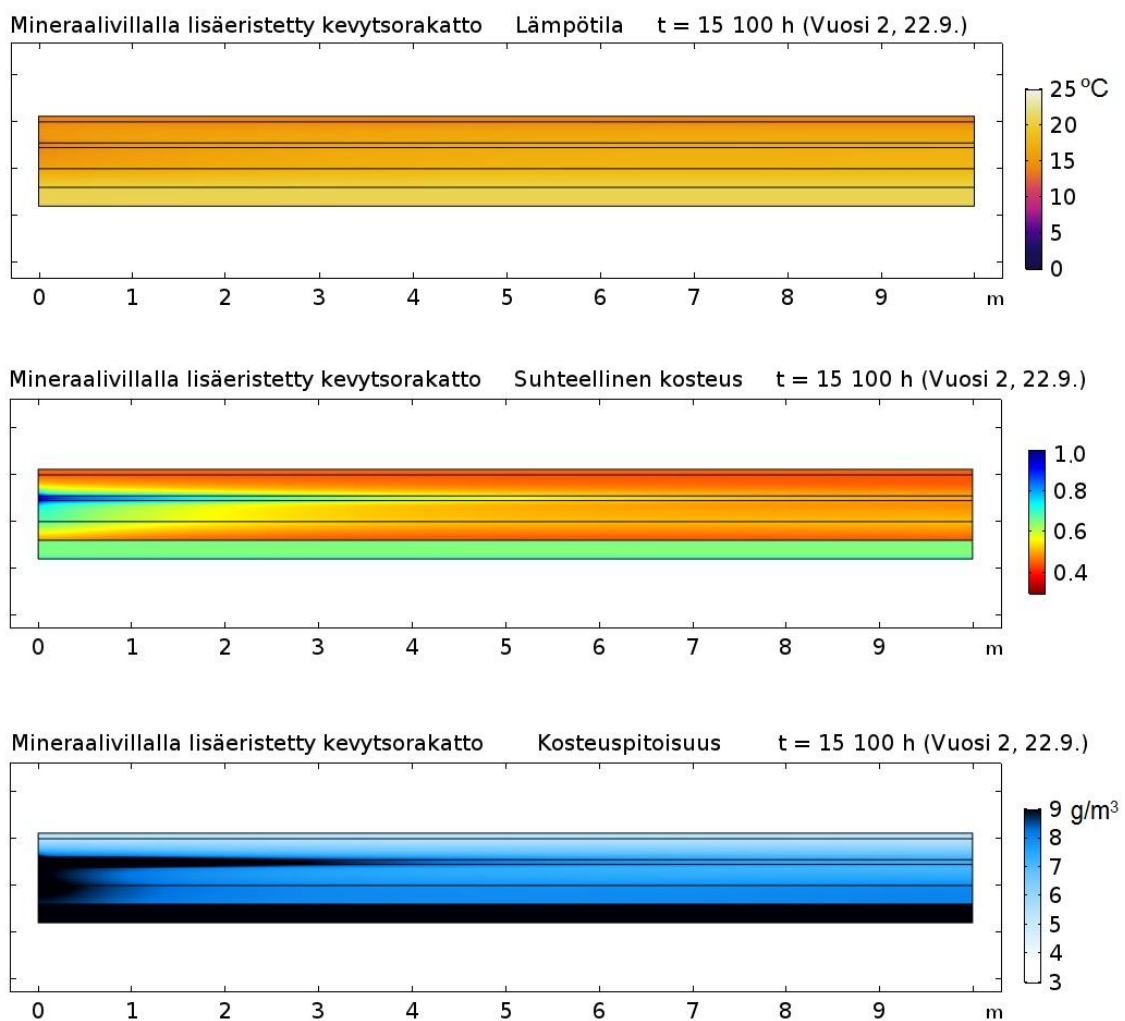 Mineraalivillalla lisäeristetty kevytsorakatto Lämpötila t = 15 100 h (Vuosi 2, 22.9.)
25 °C
20
15
10
5
0
0 1 2 3 4 5 6 7 8 9 m
Mineraalivillalla lisäeristetty kevytsorakatto Suhteellinen kosteus t = 15 100 h (Vuosi 2, 22.9.)
1.0
0.8
0.6
0.4
0 1 2 3 4 5 6 7 8 9 m
Mineraalivillalla lisäeristetty kevytsorakatto Kosteuspitoisuus t = 15 100 h (Vuosi 2, 22.9.)
9 g/m³
8
7
6
5
4
3
0 1 2 3 4 5 6 7 8 9 m